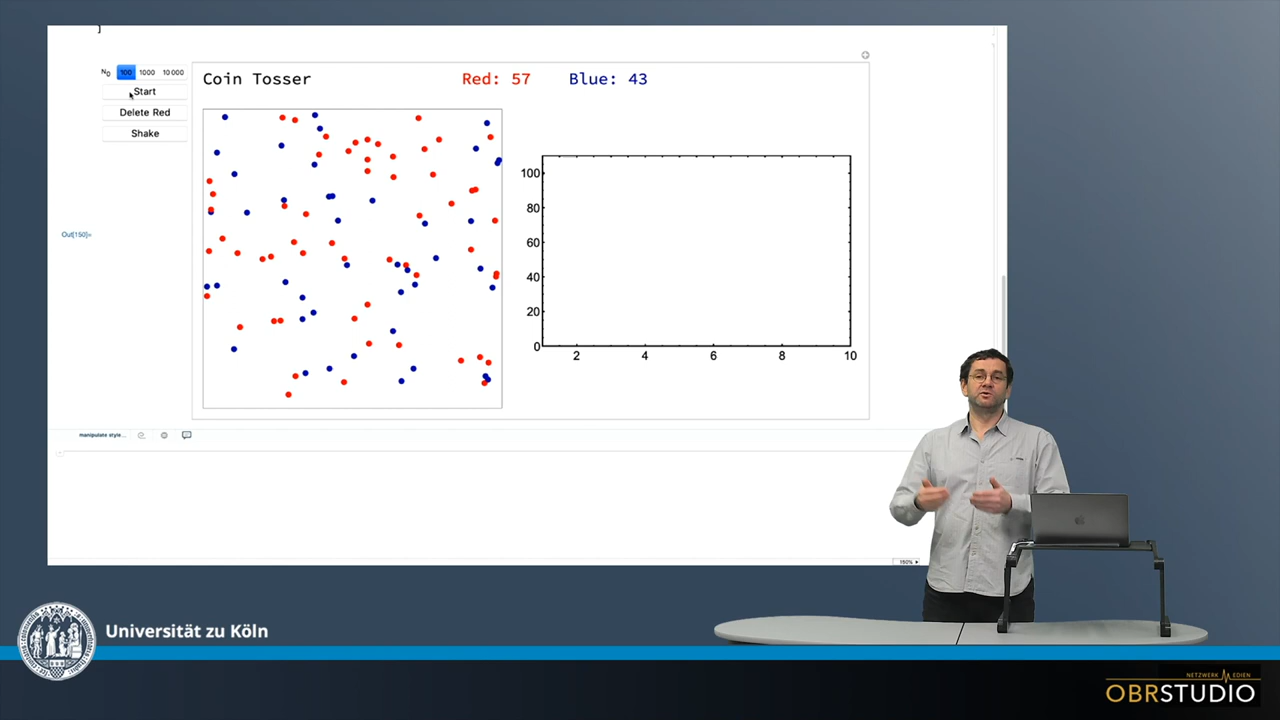 ]
N0 100 1000 10 000
Start
Delete Red
Shake
Coin Tosser Red: 57 Blue: 43
100
80
60
40
20
0
2 4 6 8 10
Out[150]=
manipulate style...
150%
Universität zu Köln
NETZWERK MEDIEN
OBRSTUDIO